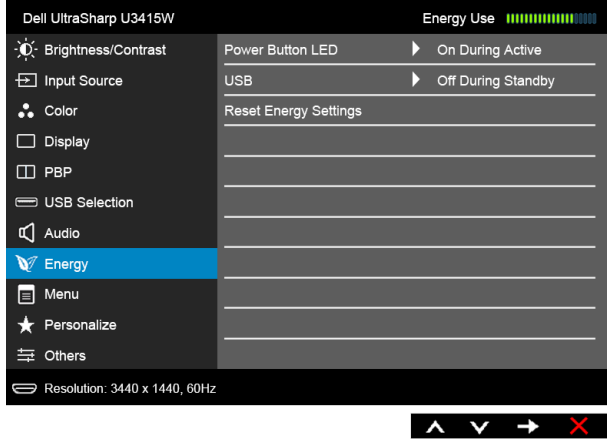 Dell UltraSharp U3415W Energy Use
Brightness/Contrast Power Button LED On During Active
Input Source USB Off During Standby
Color Reset Energy Settings
Display
PBP
USB Selection
Audio
Energy
Menu
Personalize
Others
Resolution: 3440 x 1440, 60Hz